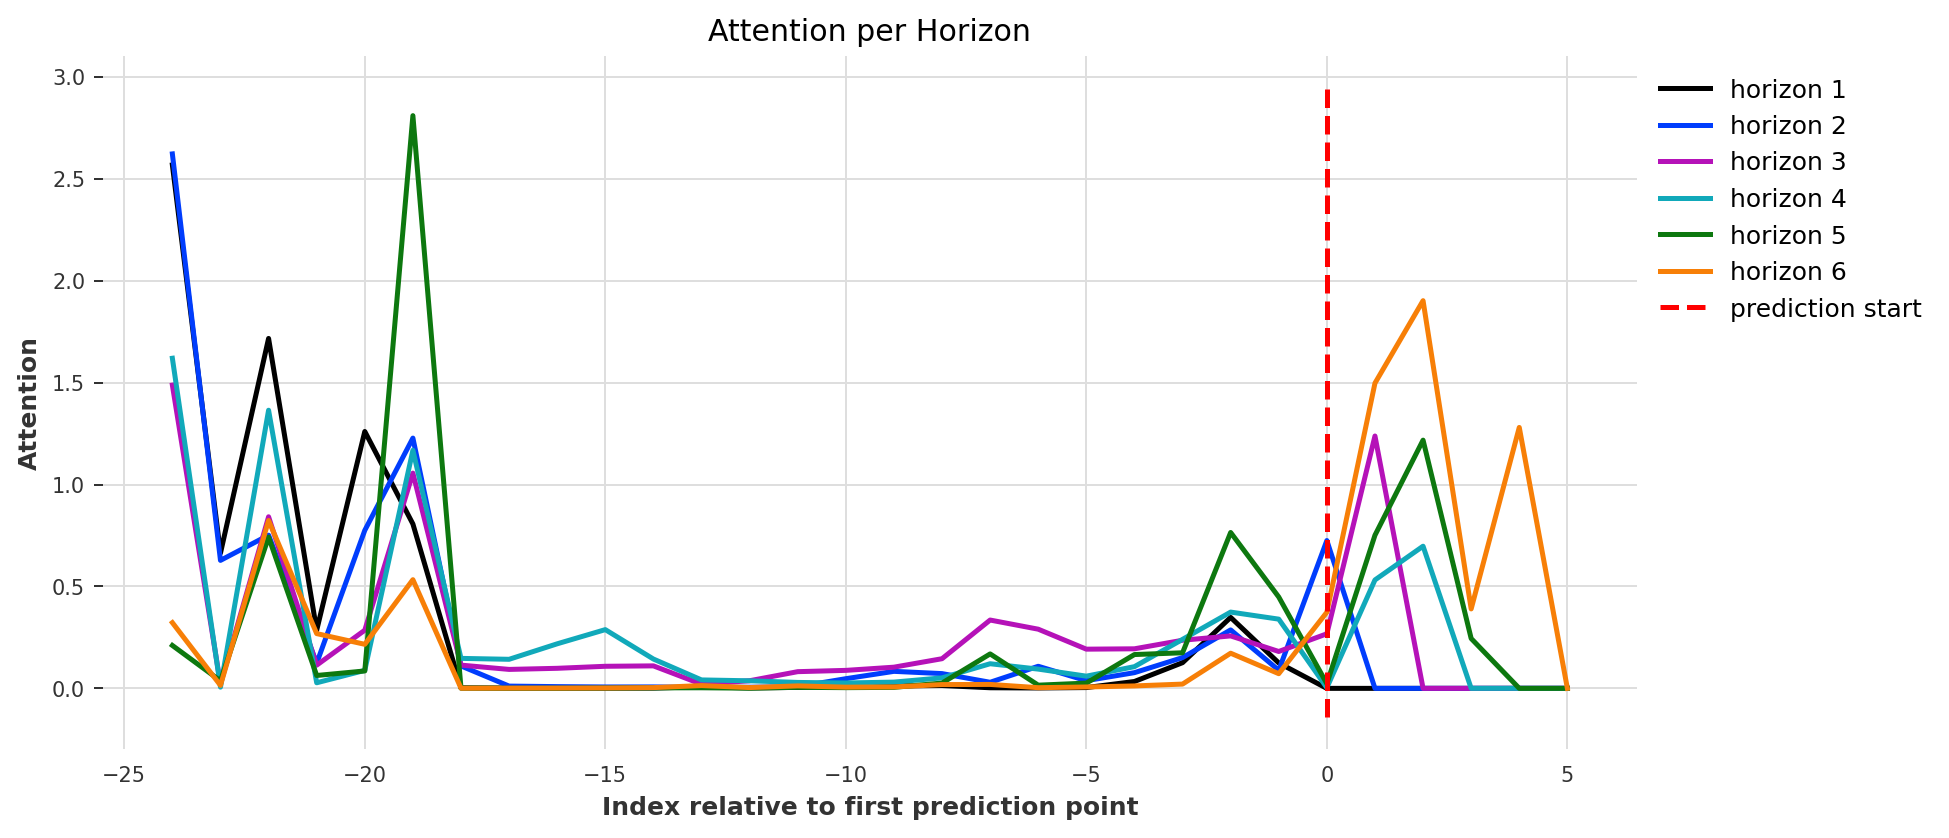 Attention per Horizon
3.0
2.5
2.0
1.5
1.0
0.5
0.0
Attention
−25
−20
−15
−10
−5
0
5
Index relative to first prediction point
horizon 1
horizon 2
horizon 3
horizon 4
horizon 5
horizon 6
prediction start